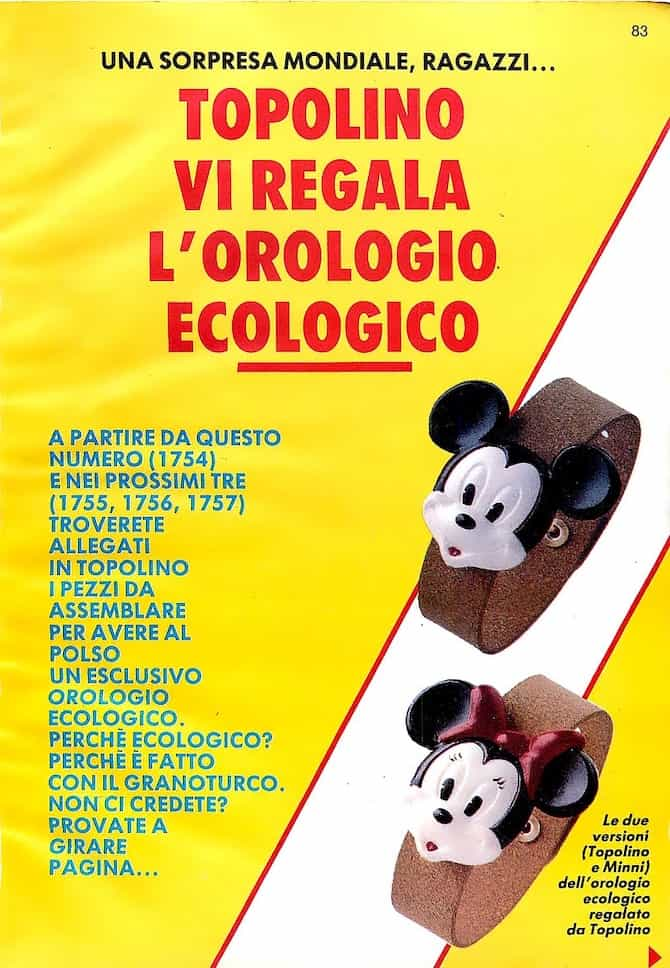 83
UNA SORPRESA MONDIALE, RAGAZZI...
TOPOLINO
VI REGALA
L'OROLOGIO
ECOLOGICO
A PARTIRE DA QUESTO
NUMERO (1754)
E NEI PROSSIMI TRE
(1755, 1756, 1757)
TROVERETE
ALLEGATI
IN TOPOLINO
I PEZZI DA
ASSEMBLARE
PER AVERE AL
POLSO
UN ESCLUSIVO
OROLOGIO
ECOLOGICO.
PERCHÈ ECOLOGICO?
PERCHÈ È FATTO
CON IL GRANOTURCO.
NON CI CREDETE?
PROVATE A
GIRARE
PAGINA...
Le due
versioni
(Topolino
e Minni)
dell'orologio
ecologico
regalato
da Topolino